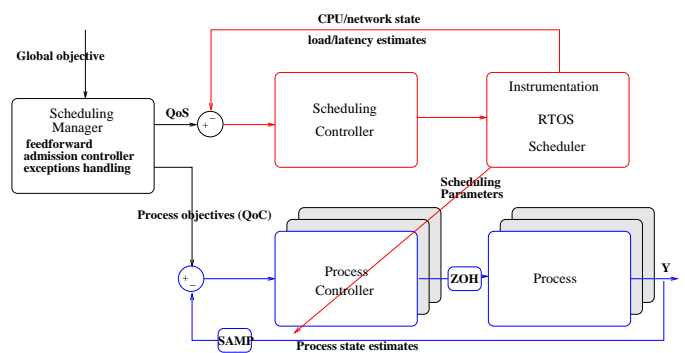 CPU/network state
load/latency estimates
Global objective
Scheduling
Manager
feedforward
admission controller
exceptions handling
QoS
+
−
Scheduling
Controller
Instrumentation
RTOS
Scheduler
Scheduling
Parameters
Process objectives (QoC)
+
−
Process
Controller
ZOH
Process
Y
SAMP
Process state estimates